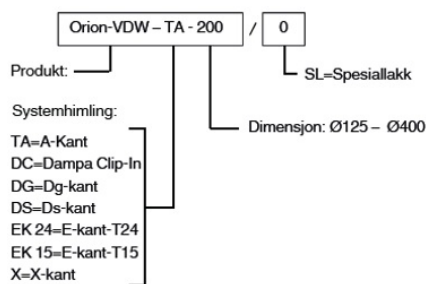 Orion-VDW – TA - 200 / 0
Produkt:
SL=Spesiallakk
Systemhimling:
Dimensjon: Ø125 – Ø400
TA=A-Kant
DC=Dampa Clip-In
DG=Dg-kant
DS=Ds-kant
EK 24=E-kant-T24
EK 15=E-kant-T15
X=X-kant